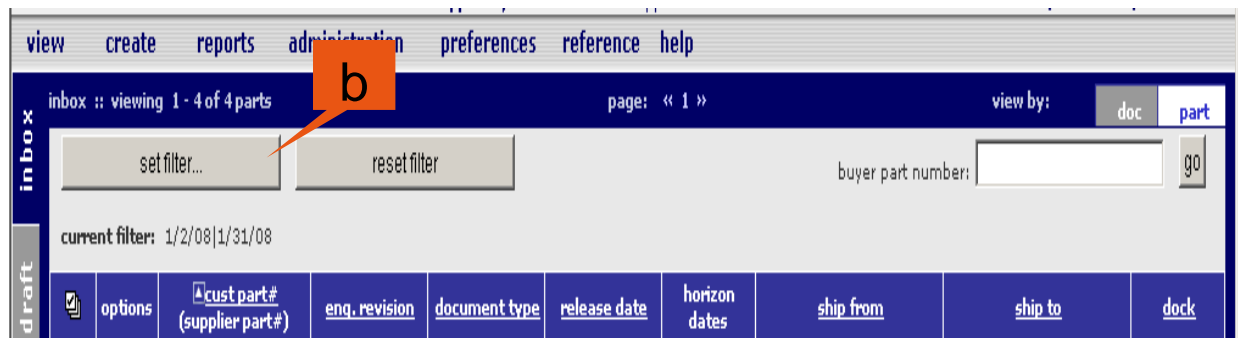 view create reports administration preferences reference help
b
inbox :: viewing 1 - 4 of 4 parts page: « 1 » view by: doc part
inbox
set filter... reset filter buyer part number: go
current filter: 1/2/08|1/31/08
draft
options cust part# (supplier part#) eng. revision document type release date horizon dates ship from ship to dock